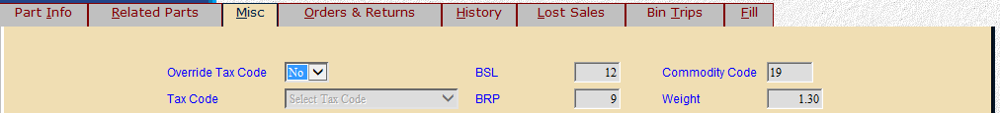 Part Info Related Parts Misc Orders & Returns History Lost Sales Bin Trips Fill
Override Tax Code No BSL 12 Commodity Code 19
Tax Code Select Tax Code BRP 9 Weight 1.30